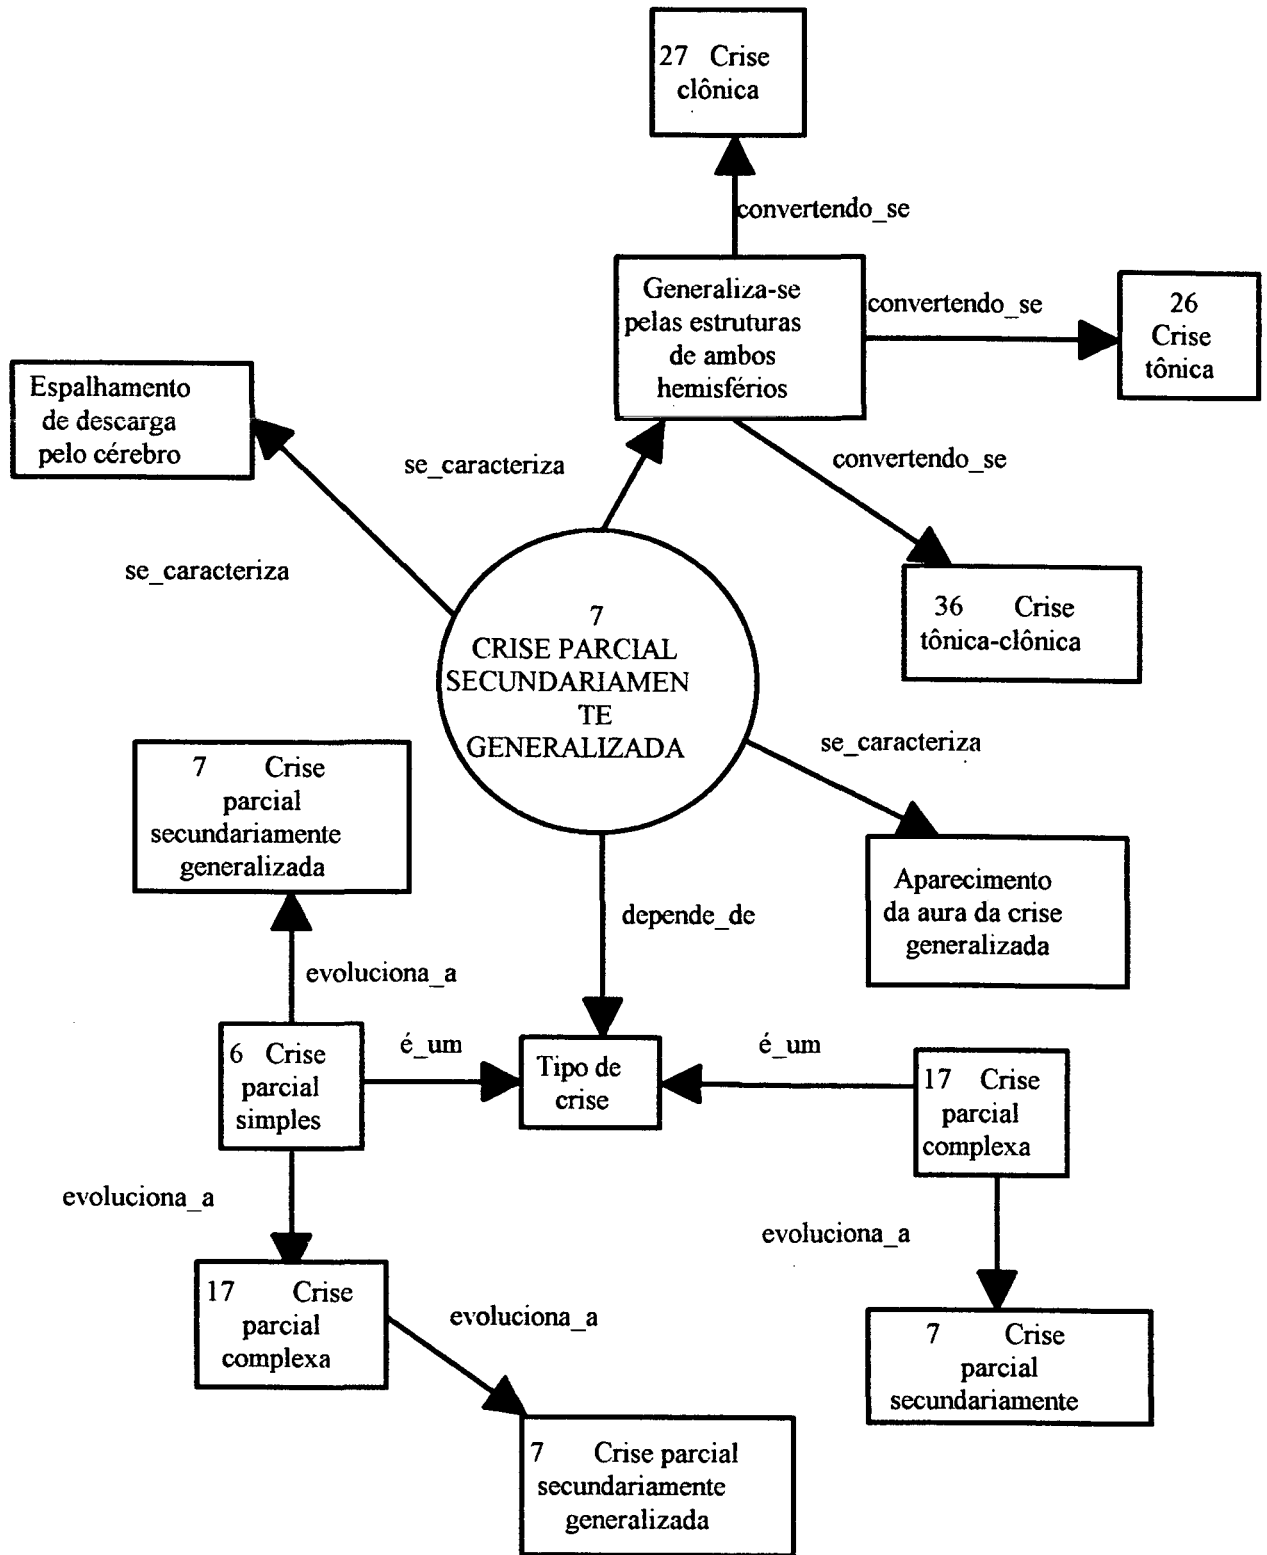 27 Crise
clônica
convertendo_se
Generaliza-se
pelas estruturas
de ambos
hemisférios
convertendo_se
26
Crise
tônica
Espalhamento
de descarga
pelo cérebro
se_caracteriza
convertendo_se
se_caracteriza
36 Crise
tônica-clônica
7
CRISE PARCIAL
SECUNDARIAMEN
TE
GENERALIZADA
se_caracteriza
7 Crise
parcial
secundariamente
generalizada
Aparecimento
da aura da crise
generalizada
depende_de
evoluciona_a
6 Crise
parcial
simples
é_um
Tipo de
crise
é_um
17 Crise
parcial
complexa
evoluciona_a
evoluciona_a
17 Crise
parcial
complexa
evoluciona_a
7 Crise
parcial
secundariamente
7 Crise parcial
secundariamente
generalizada